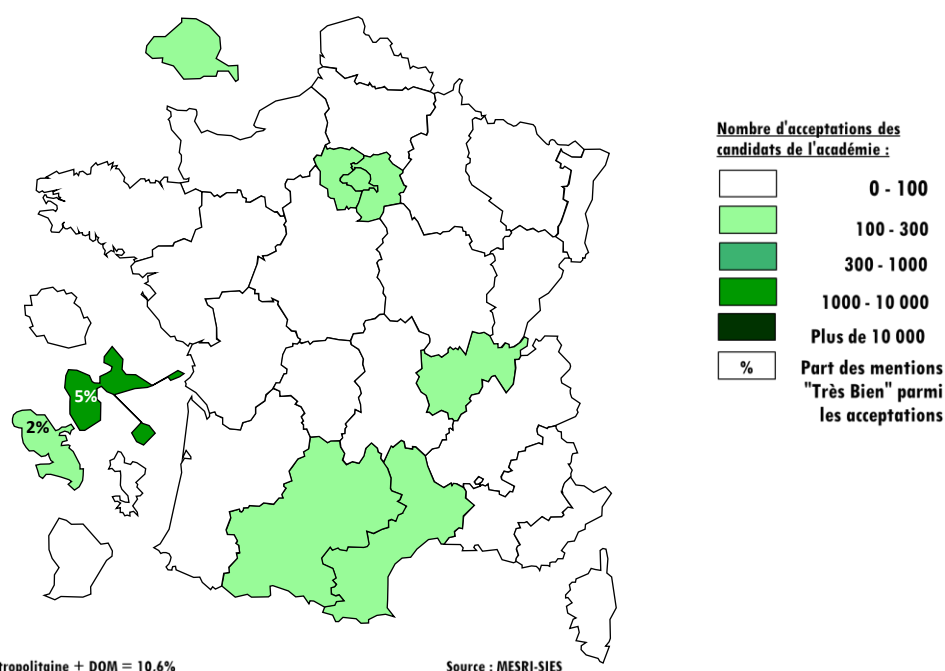 Nombre d'acceptations des
candidats de l'académie :
0 - 100
100 - 300
300 - 1000
1000 - 10 000
Plus de 10 000
% Part des mentions
"Très Bien" parmi
les acceptations
5%
2%
tropolitaine + DOM = 10,6%
Source : MESRI-SIES